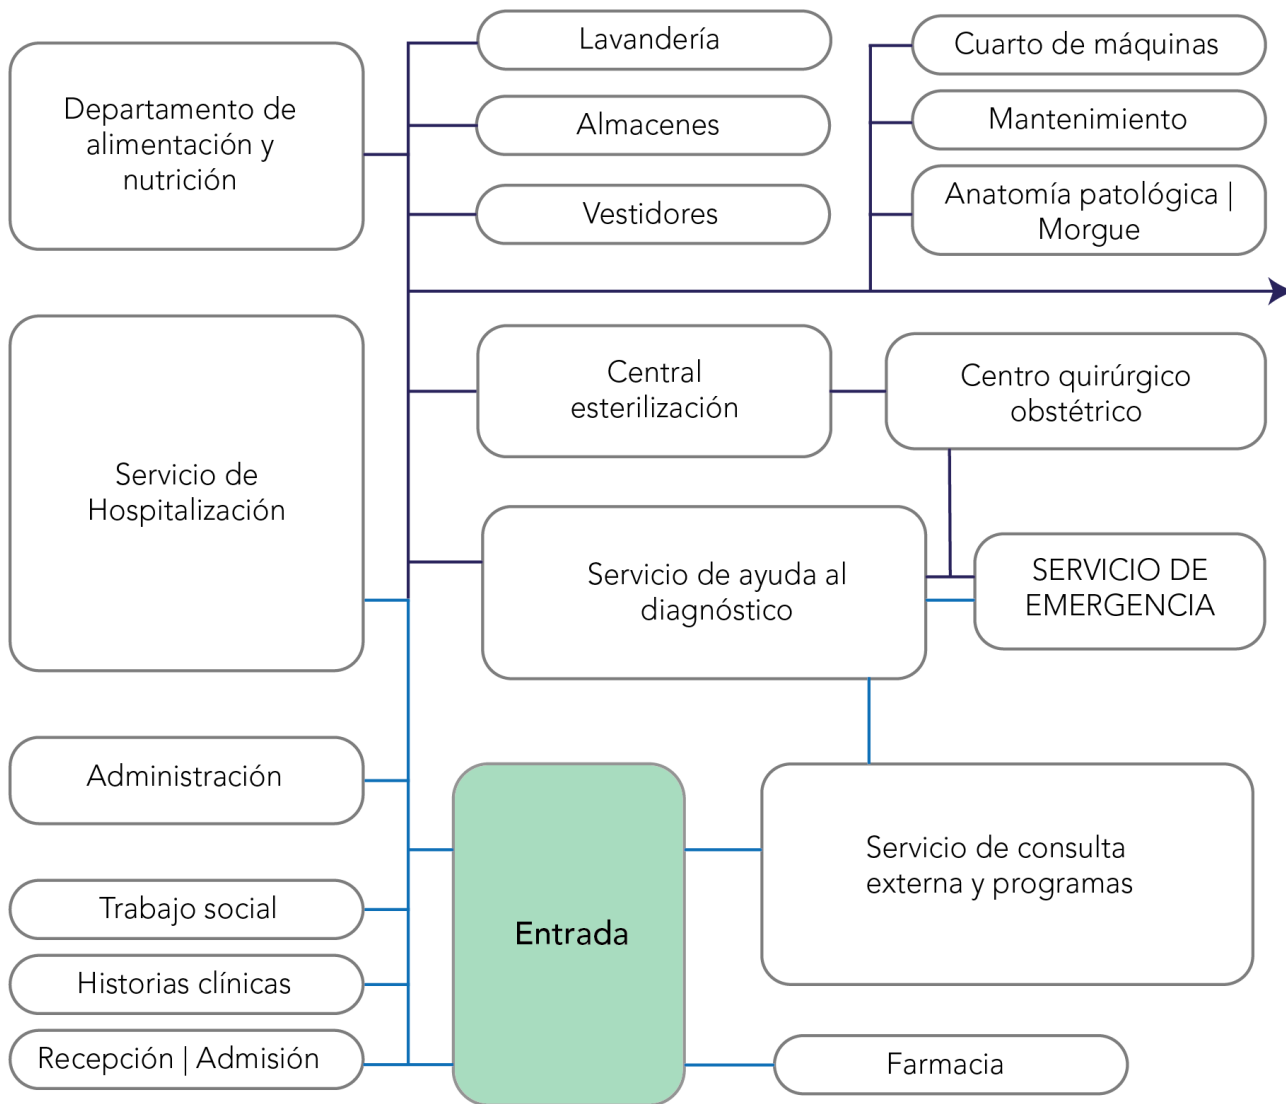 Departamento de
alimentación y
nutrición
Lavandería
Almacenes
Vestidores
Cuarto de máquinas
Mantenimiento
Anatomía patológica |
Morgue
Servicio de
Hospitalización
Central
esterilización
Centro quirúrgico
obstétrico
Servicio de ayuda al
diagnóstico
SERVICIO DE
EMERGENCIA
Administración
Trabajo social
Historias clínicas
Recepción | Admisión
Entrada
Servicio de consulta
externa y programas
Farmacia